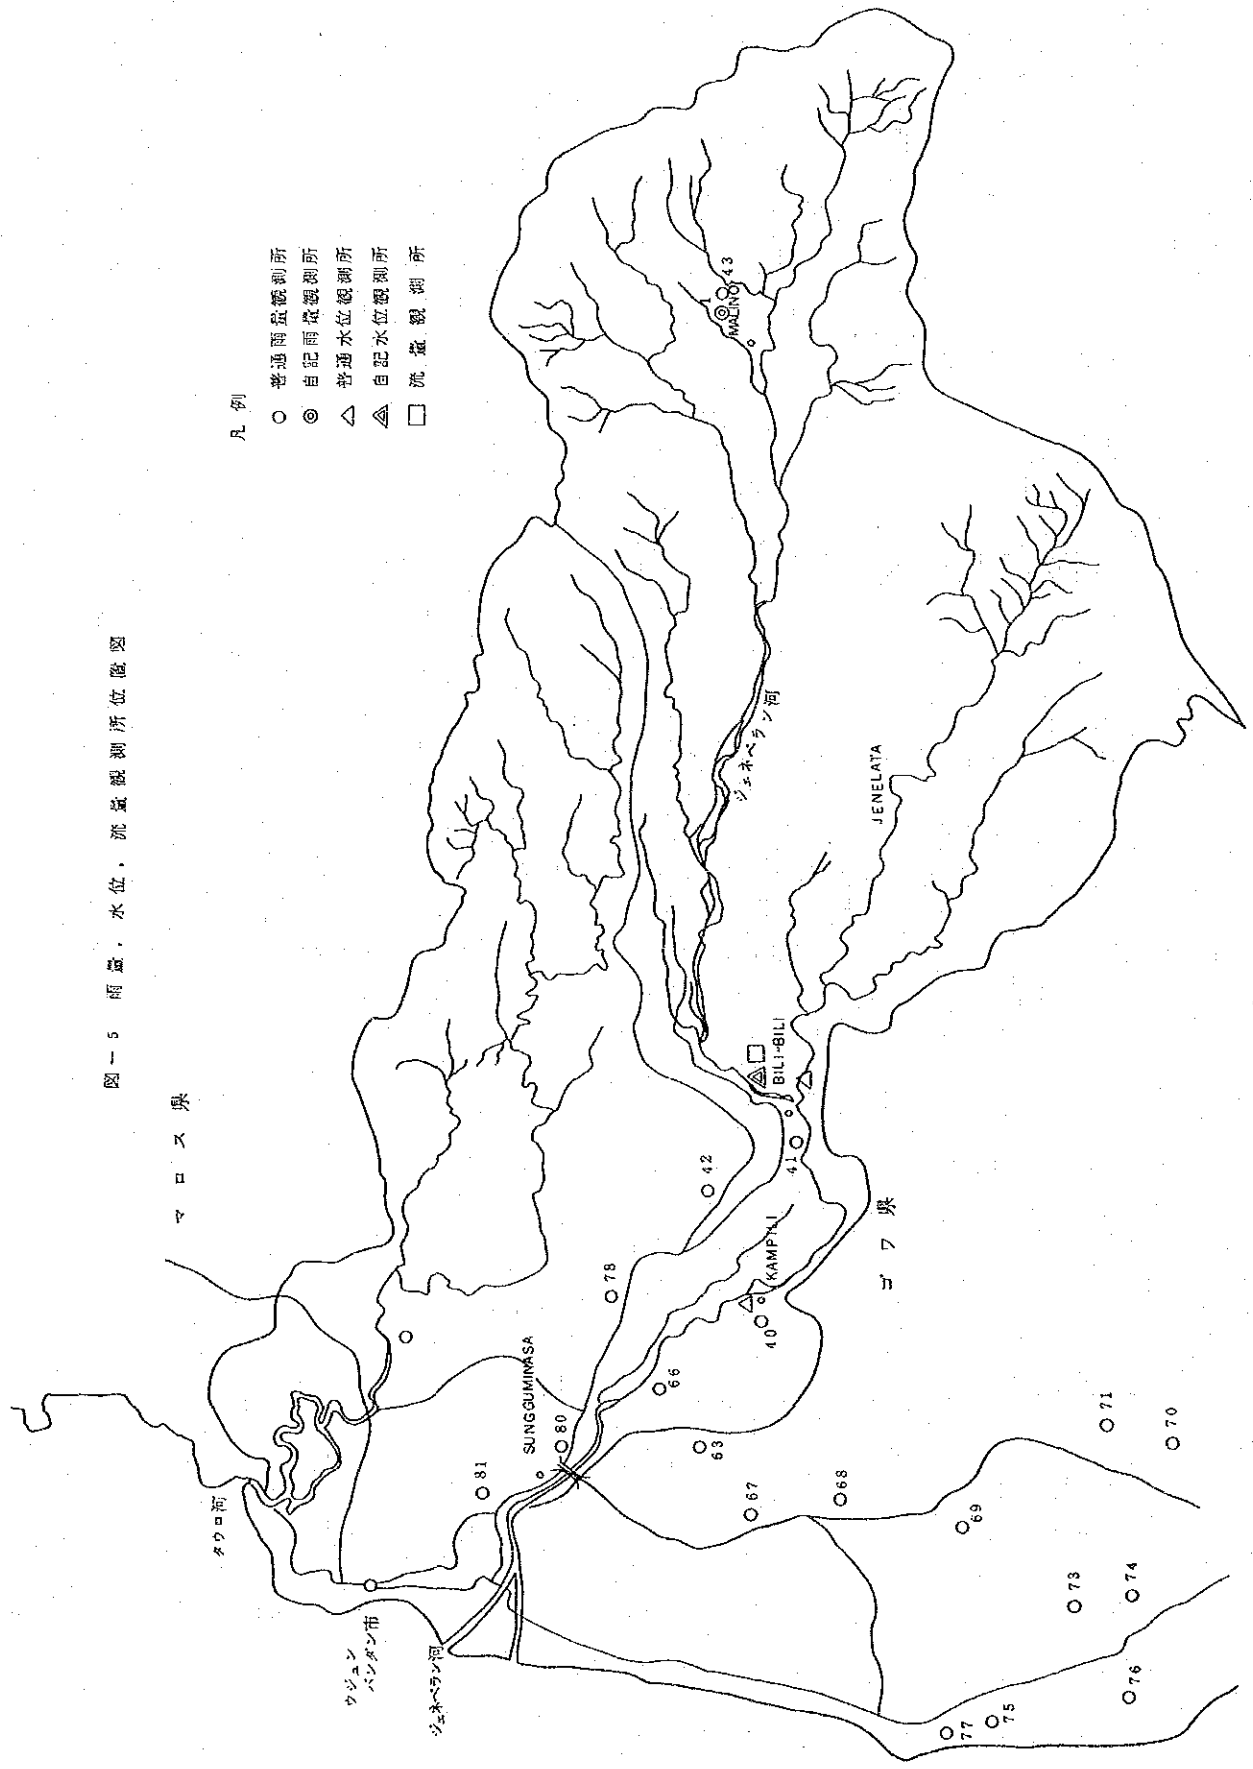 図－5 雨量，水位，流量観測所位置図
凡例
○ 普通雨量観測所
◎ 自記雨量観測所
△ 普通水位観測所
自記水位観測所
□ 流量観測所
マロス県
タウロ河
ウジュン
パンダン市
ジェネベラン河
81
SUNGGUMINASA
80
78
42
66
63
67
68
40
KAMPILI
41
BILI-BILI
ゴワ県
JENELATA
ジェネベラン河
MALINO
43
69
71
70
73
74
75
76
77